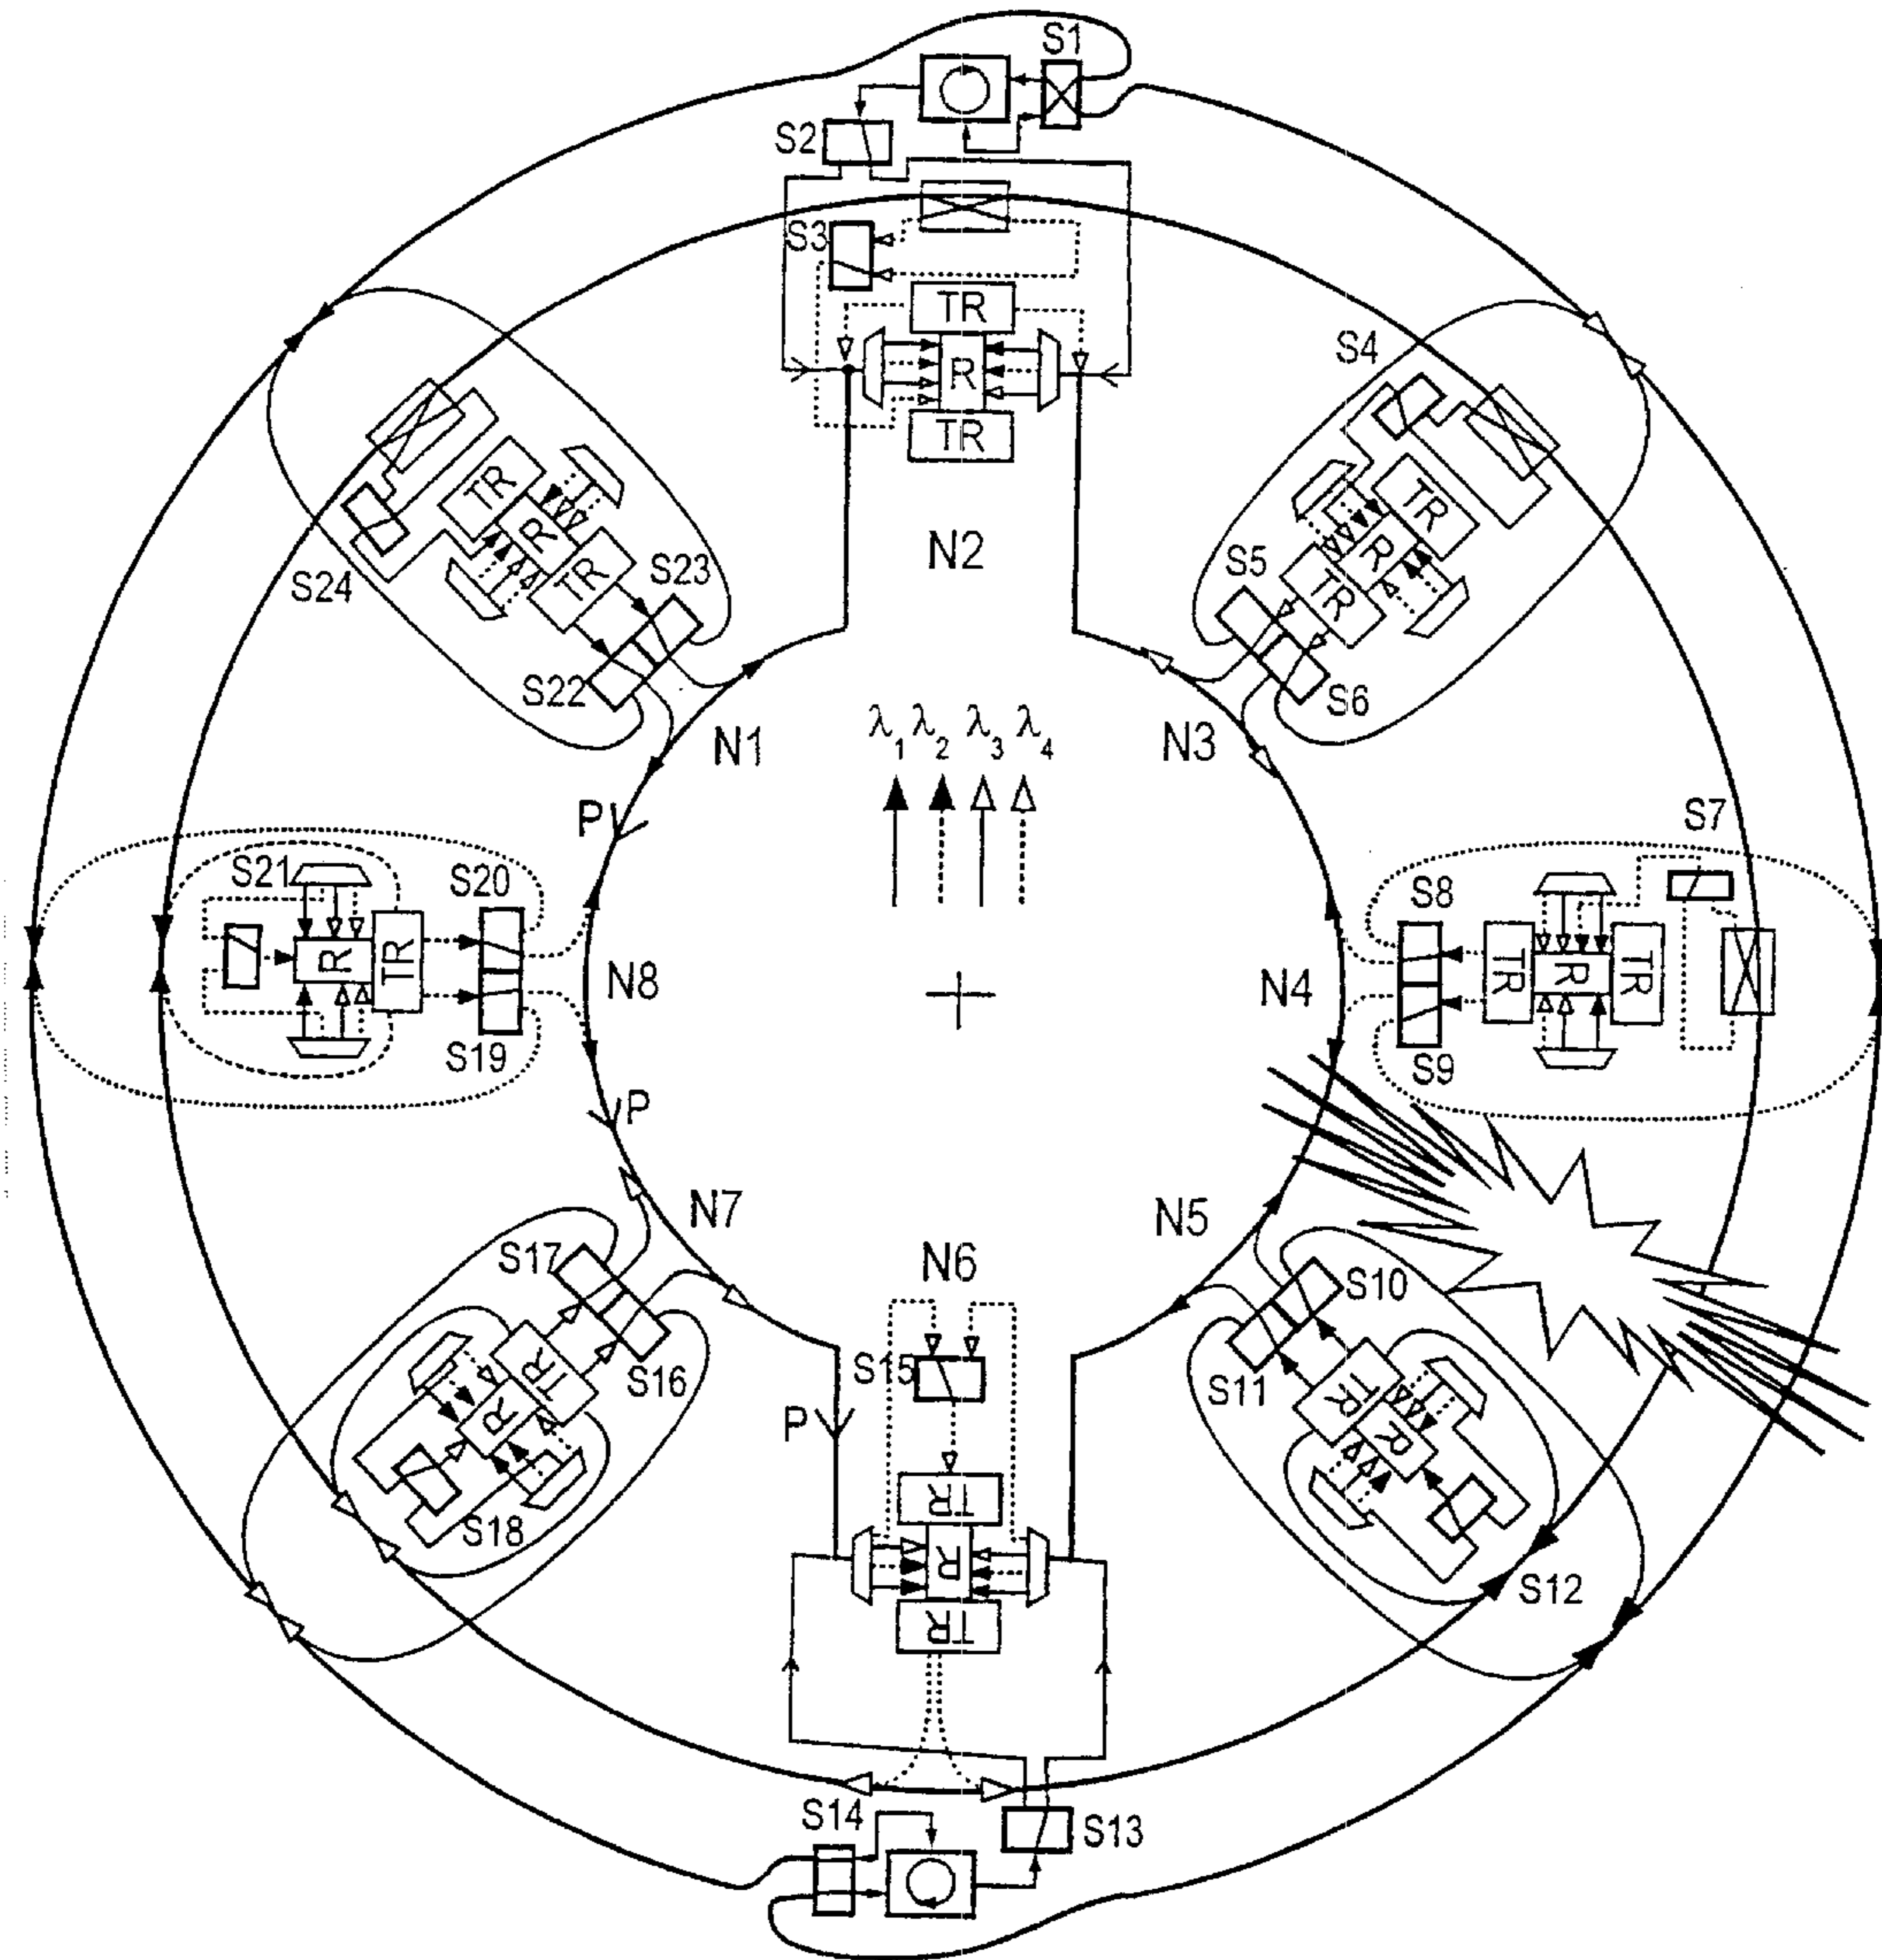 S1
S2
S3
TR
R
TR
N2
S4
TR
R
TR
S5
S6
N3
S24
TR
R
TR
S23
S22
N1
λ1 λ2 λ3 λ4
P
S7
S8
TR
R
TR
N4
S9
S21
R
TR
S20
N8
S19
P
N7
S17
S16
TR
R
S18
N5
S10
S11
TR
R
S12
N6
S15
P
TR
R
TR
S14
S13